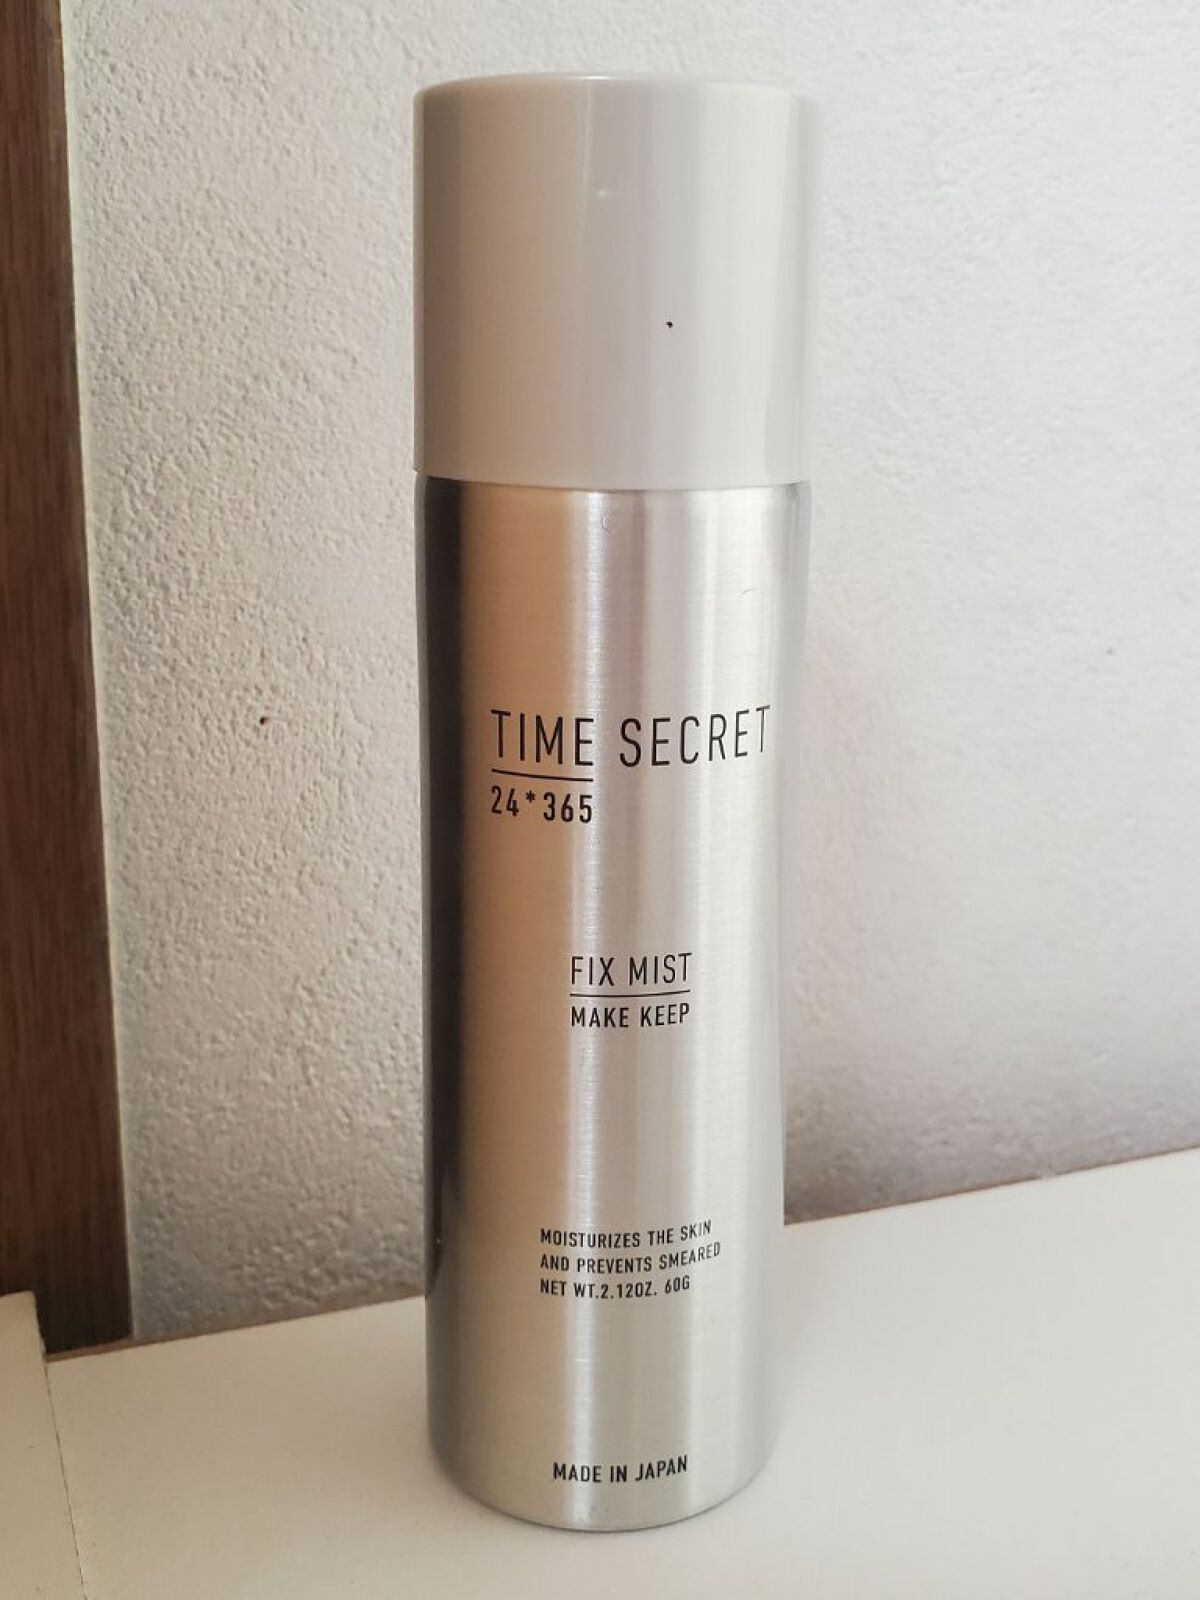 TIME SECRET
24*365
FIX MIST
MAKE KEEP
MOISTURIZES THE SKIN
AND PREVENTS SMEARED
NET WT.2.12OZ. 60G
MADE IN JAPAN